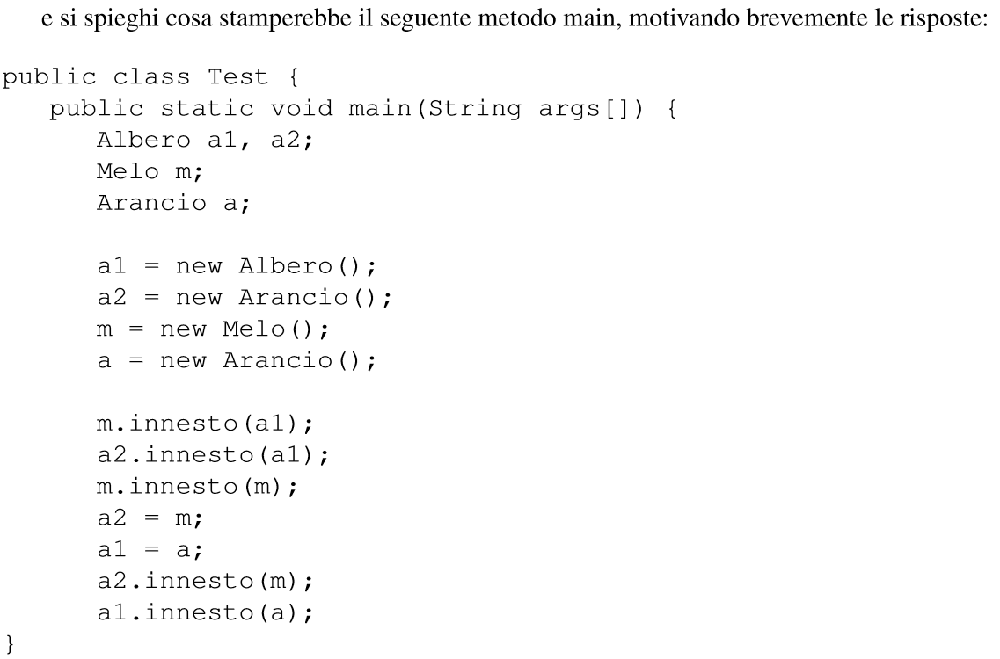 e si spieghi cosa stamperebbe il seguente metodo main, motivando brevemente le risposte:
public class Test {
   public static void main(String args[]) {
      Albero a1, a2;
      Melo m;
      Arancio a;
      a1 = new Albero();
      a2 = new Arancio();
      m = new Melo();
      a = new Arancio();
      m.innesto(a1);
      a2.innesto(a1);
      m.innesto(m);
      a2 = m;
      a1 = a;
      a2.innesto(m);
      a1.innesto(a);
}